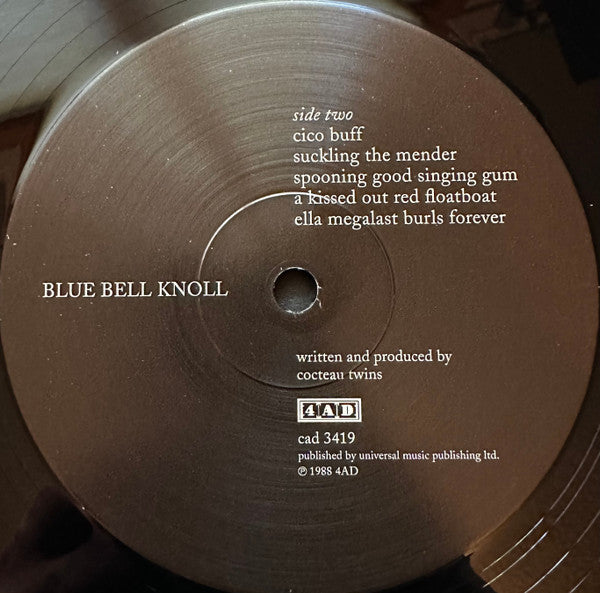 side two
cico buff
suckling the mender
spooning good singing gum
a kissed out red floatboat
ella megalast burls forever
BLUE BELL KNOLL
written and produced by
cocteau twins
4AD
cad 3419
published by universal music publishing ltd.
℗ 1988 4AD